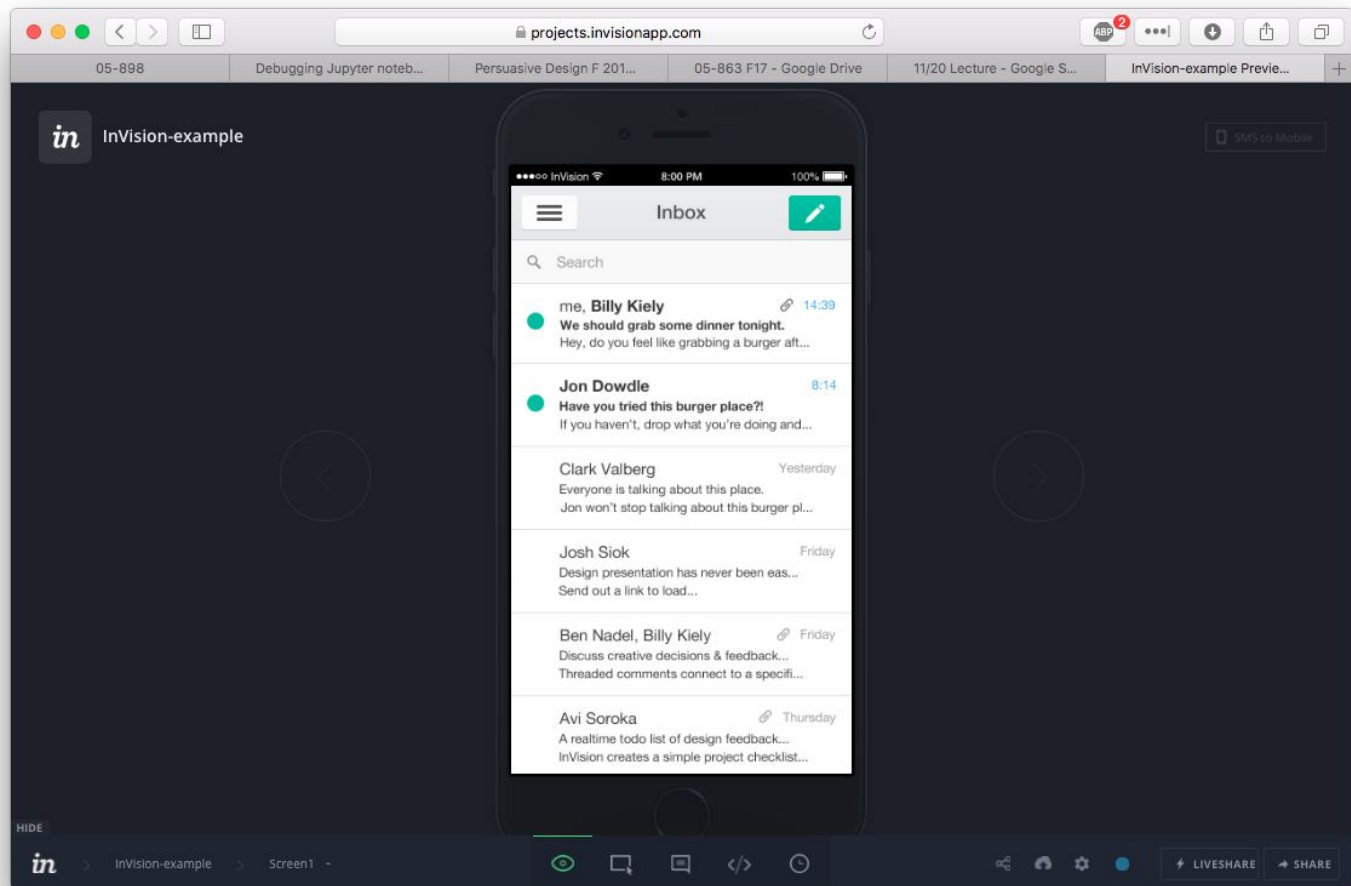 projects.invisionapp.com
ABP
2
05-898
Debugging Jupyter noteb...
Persuasive Design F 201...
05-863 F17 - Google Drive
11/20 Lecture - Google S...
InVision-example Previe...
in
InVision-example
SMS to Mobile
InVision
8:00 PM
100%
Inbox
Search
me, Billy Kiely
14:39
We should grab some dinner tonight.
Hey, do you feel like grabbing a burger aft...
Jon Dowdle
8:14
Have you tried this burger place?!
If you haven't, drop what you're doing and...
Clark Valberg
Yesterday
Everyone is talking about this place.
Jon won't stop talking about this burger pl...
Josh Siok
Friday
Design presentation has never been eas...
Send out a link to load...
Ben Nadel, Billy Kiely
Friday
Discuss creative decisions & feedback...
Threaded comments connect to a specifi...
Avi Soroka
Thursday
A realtime todo list of design feedback...
InVision creates a simple project checklist...
HIDE
in
InVision-example
Screen1
LIVESHARE
SHARE